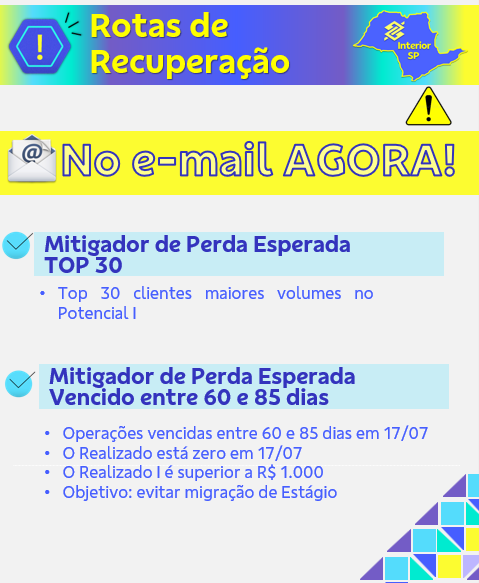 Rotas de
Recuperação
Interior
SP
No e-mail AGORA!
Mitigador de Perda Esperada
TOP 30
• Top 30 clientes maiores volumes no
Potencial I
Mitigador de Perda Esperada
Vencido entre 60 e 85 dias
• Operações vencidas entre 60 e 85 dias em 17/07
• O Realizado está zero em 17/07
• O Realizado I é superior a R$ 1.000
• Objetivo: evitar migração de Estágio